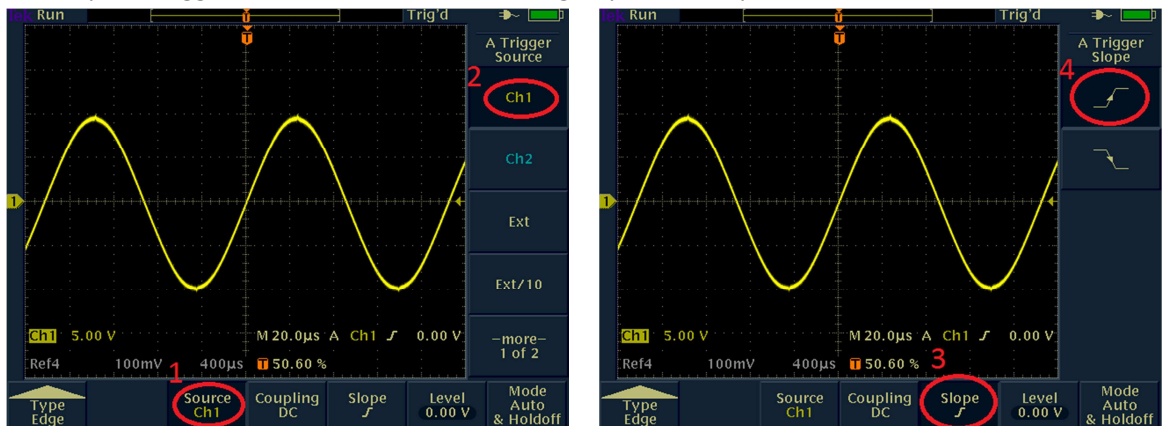 Run Trig'd
A Trigger
Source
2
Ch1
Ch2
Ext
Ext/10
-more-
1 of 2
T
1
Ch1 5.00 V M 20.0µs A Ch1 0.00 V
Ref4 100mV 400µs T 50.60 %
1
Type
Edge
Source
Ch1
Coupling
DC
Slope
Level
0.00 V
Mode
Auto
& Holdoff
Run Trig'd
A Trigger
Slope
4
T
1
Ch1 5.00 V M 20.0µs A Ch1 0.00 V
Ref4 100mV 400µs T 50.60 %
3
Type
Edge
Source
Ch1
Coupling
DC
Slope
Level
0.00 V
Mode
Auto
& Holdoff